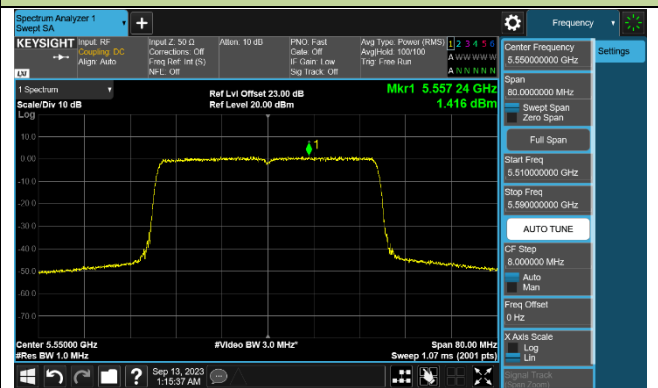 Spectrum Analyzer 1
Swept SA
Frequency
KEYSIGHT
Input: RF
Coupling: DC
Align: Auto
Input Z: 50 Ω
Corrections: Off
Freq Ref: Int (S)
NFE: Off
Atten: 10 dB
PNO: Fast
Gate: Off
IF Gain: Low
Sig Track: Off
Avg Type: Power (RMS)
Avg|Hold: 100/100
Trig: Free Run
1 2 3 4 5 6
A W W W W W
A N N N N N
LXI
1 Spectrum
Scale/Div 10 dB
Log
Ref Lvl Offset 23.00 dB
Ref Level 20.00 dBm
Mkr1 5.557 24 GHz
1.416 dBm
1
10.0
0.00
-10.0
-20.0
-30.0
-40.0
-50.0
-60.0
-70.0
Center 5.55000 GHz
#Res BW 1.0 MHz
#Video BW 3.0 MHz*
Span 80.00 MHz
Sweep 1.07 ms (2001 pts)
Center Frequency
5.550000000 GHz
Settings
Span
80.0000000 MHz
Swept Span
Zero Span
Full Span
Start Freq
5.510000000 GHz
Stop Freq
5.590000000 GHz
AUTO TUNE
CF Step
8.000000 MHz
Auto
Man
Freq Offset
0 Hz
X Axis Scale
Log
Lin
Signal Track
(Span Zoom)
Sep 13, 2023
1:15:37 AM